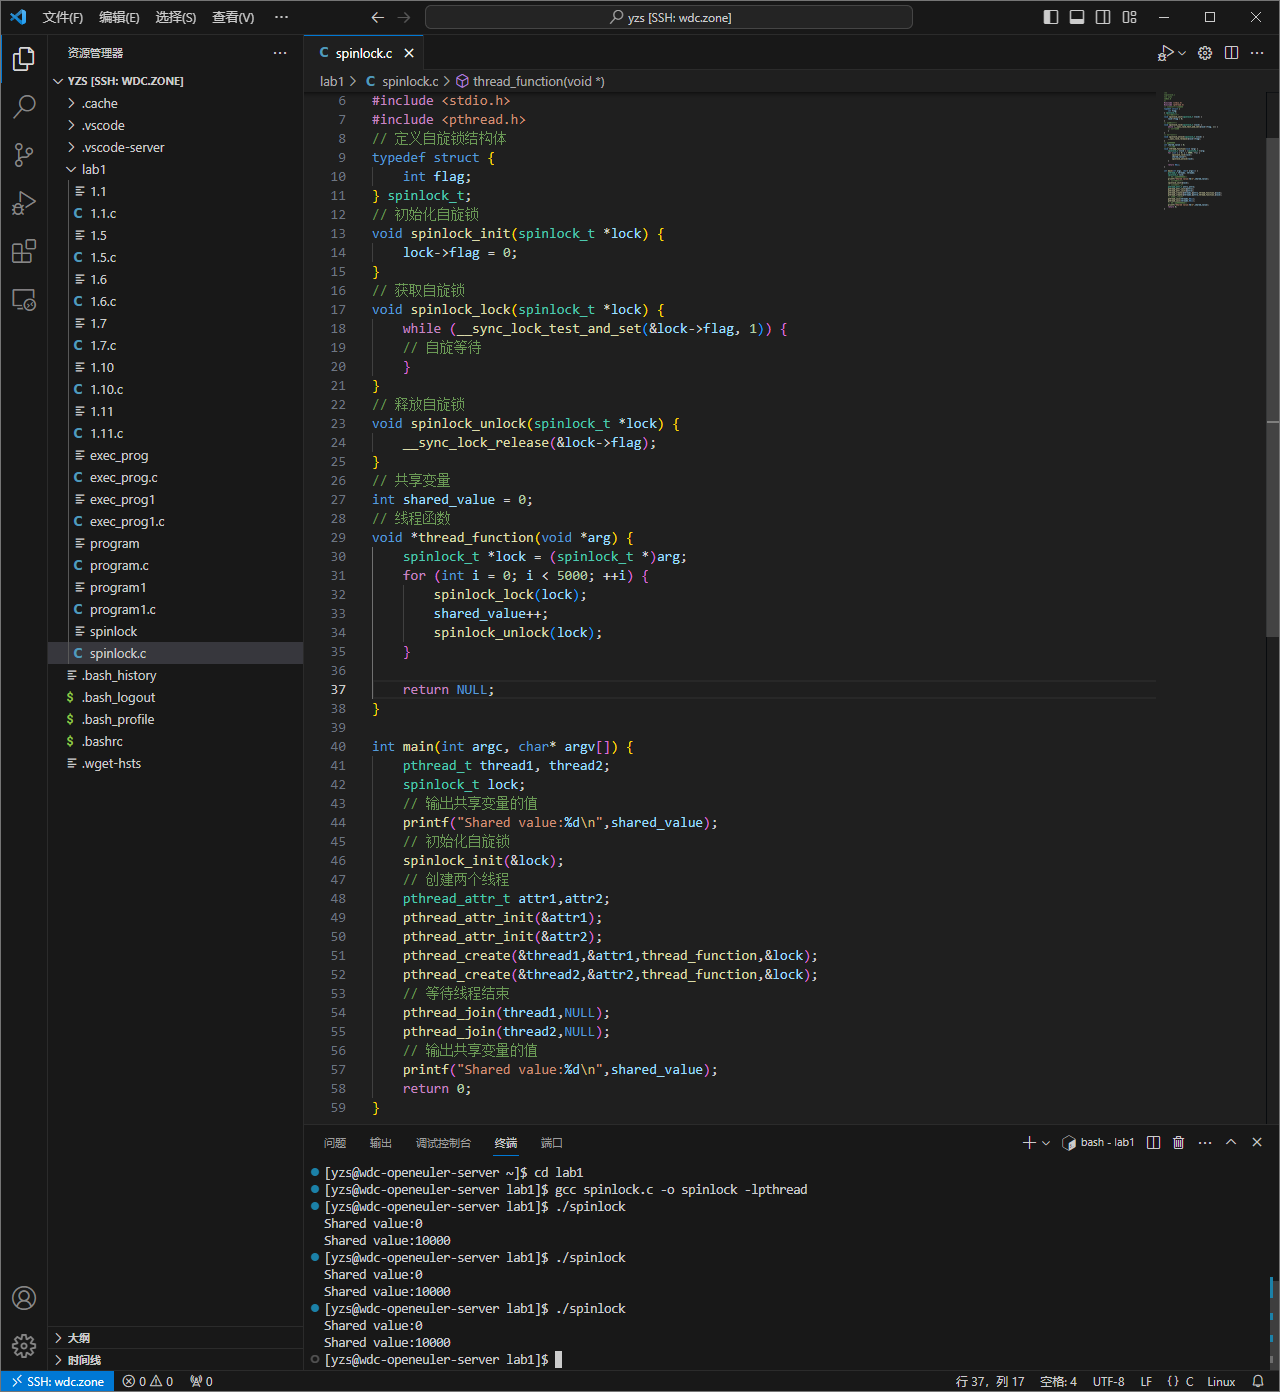 文件(F) 编辑(E) 选择(S) 查看(V) ··· yzs [SSH: wdc.zone]
资源管理器 ···
YZS [SSH: WDC.ZONE]
.cache
.vscode
.vscode-server
lab1
1.1
C 1.1.c
1.5
C 1.5.c
1.6
C 1.6.c
1.7
C 1.7.c
1.10
C 1.10.c
1.11
C 1.11.c
exec_prog
C exec_prog.c
exec_prog1
C exec_prog1.c
program
C program.c
program1
C program1.c
spinlock
C spinlock.c
.bash_history
$ .bash_logout
$ .bash_profile
$ .bashrc
.wget-hsts
大纲
时间线
C spinlock.c
lab1 > C spinlock.c > thread_function(void *)
6 #include <stdio.h>
7 #include <pthread.h>
8 // 定义自旋锁结构体
9 typedef struct {
10 int flag;
11 } spinlock_t;
12 // 初始化自旋锁
13 void spinlock_init(spinlock_t *lock) {
14 lock->flag = 0;
15 }
16 // 获取自旋锁
17 void spinlock_lock(spinlock_t *lock) {
18 while (__sync_lock_test_and_set(&lock->flag, 1)) {
19 // 自旋等待
20 }
21 }
22 // 释放自旋锁
23 void spinlock_unlock(spinlock_t *lock) {
24 __sync_lock_release(&lock->flag);
25 }
26 // 共享变量
27 int shared_value = 0;
28 // 线程函数
29 void *thread_function(void *arg) {
30 spinlock_t *lock = (spinlock_t *)arg;
31 for (int i = 0; i < 5000; ++i) {
32 spinlock_lock(lock);
33 shared_value++;
34 spinlock_unlock(lock);
35 }
36
37 return NULL;
38 }
39
40 int main(int argc, char* argv[]) {
41 pthread_t thread1, thread2;
42 spinlock_t lock;
43 // 输出共享变量的值
44 printf("Shared value:%d\n",shared_value);
45 // 初始化自旋锁
46 spinlock_init(&lock);
47 // 创建两个线程
48 pthread_attr_t attr1,attr2;
49 pthread_attr_init(&attr1);
50 pthread_attr_init(&attr2);
51 pthread_create(&thread1,&attr1,thread_function,&lock);
52 pthread_create(&thread2,&attr2,thread_function,&lock);
53 // 等待线程结束
54 pthread_join(thread1,NULL);
55 pthread_join(thread2,NULL);
56 // 输出共享变量的值
57 printf("Shared value:%d\n",shared_value);
58 return 0;
59 }
问题 输出 调试控制台 终端 端口 bash - lab1
[yzs@wdc-openeuler-server ~]$ cd lab1
[yzs@wdc-openeuler-server lab1]$ gcc spinlock.c -o spinlock -lpthread
[yzs@wdc-openeuler-server lab1]$ ./spinlock
Shared value:0
Shared value:10000
[yzs@wdc-openeuler-server lab1]$ ./spinlock
Shared value:0
Shared value:10000
[yzs@wdc-openeuler-server lab1]$ ./spinlock
Shared value:0
Shared value:10000
[yzs@wdc-openeuler-server lab1]$
SSH: wdc.zone 0 0 0 行 37，列 17 空格: 4 UTF-8 LF {} C Linux